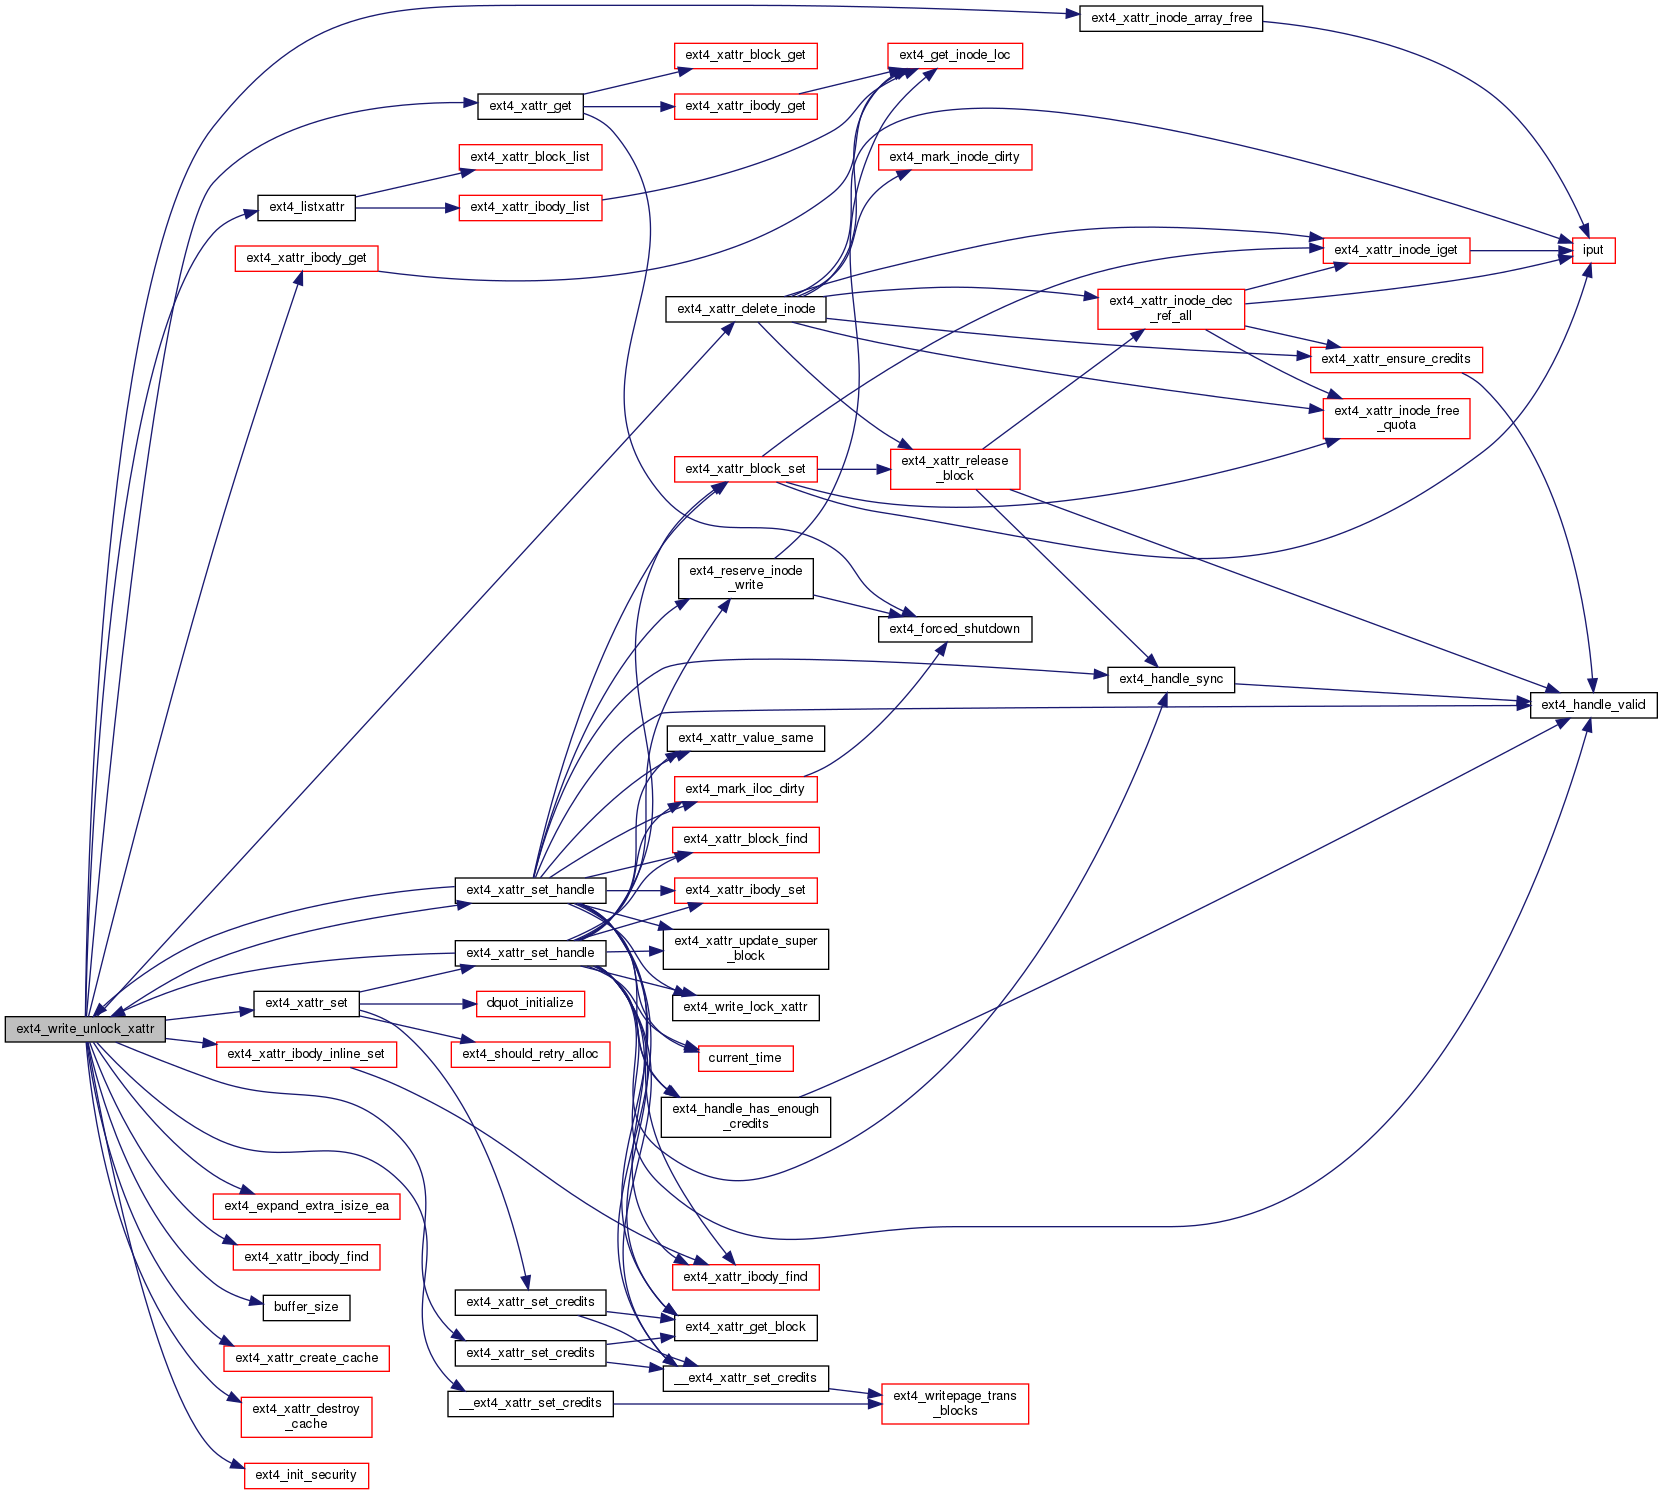 ext4_xattr_inode_array_free
ext4_xattr_block_get
ext4_get_inode_loc
ext4_xattr_get
ext4_xattr_ibody_get
ext4_xattr_block_list
ext4_mark_inode_dirty
ext4_listxattr
ext4_xattr_ibody_list
ext4_xattr_ibody_get
ext4_xattr_inode_iget
iput
ext4_xattr_delete_inode
ext4_xattr_inode_dec
_ref_all
ext4_xattr_ensure_credits
ext4_xattr_inode_free
_quota
ext4_xattr_block_set
ext4_xattr_release
_block
ext4_reserve_inode
_write
ext4_forced_shutdown
ext4_handle_sync
ext4_handle_valid
ext4_xattr_value_same
ext4_mark_iloc_dirty
ext4_xattr_block_find
ext4_xattr_set_handle
ext4_xattr_ibody_set
ext4_xattr_set_handle
ext4_xattr_update_super
_block
ext4_xattr_set
dquot_initialize
ext4_write_lock_xattr
ext4_write_unlock_xattr
ext4_xattr_ibody_inline_set
ext4_should_retry_alloc
current_time
ext4_handle_has_enough
_credits
ext4_expand_extra_isize_ea
ext4_xattr_ibody_find
ext4_xattr_ibody_find
buffer_size
ext4_xattr_set_credits
ext4_xattr_get_block
ext4_xattr_create_cache
ext4_xattr_set_credits
__ext4_xattr_set_credits
ext4_xattr_destroy
_cache
__ext4_xattr_set_credits
ext4_writepage_trans
_blocks
ext4_init_security